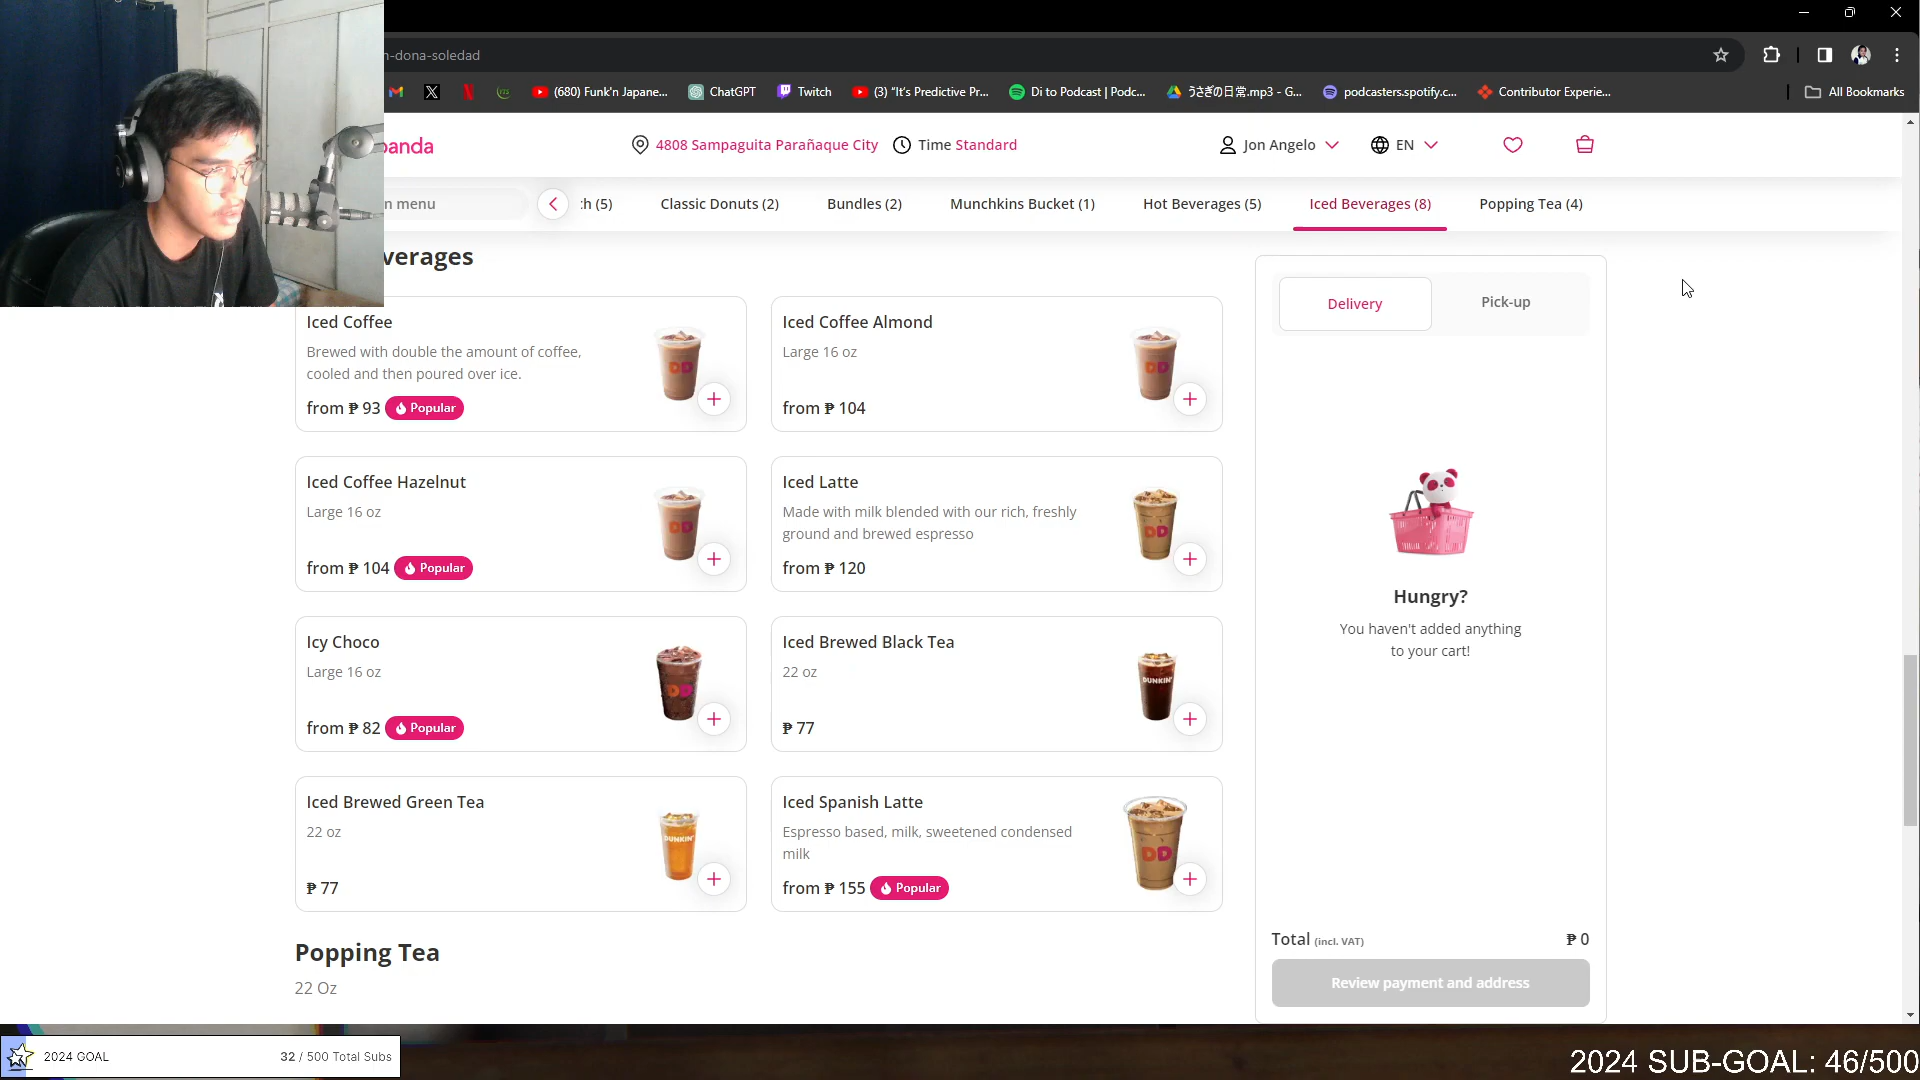 n-dona-soledad
(680) Funk'n Japane...
ChatGPT
Twitch
(3) “It's Predictive Pr...
Di to Podcast | Podc...
うさぎの日常.mp3 - G...
podcasters.spotify.c...
Contributor Experie...
All Bookmarks
panda
4808 Sampaguita Parañaque City
Time Standard
Jon Angelo
EN
n menu
:h (5)
Classic Donuts (2)
Bundles (2)
Munchkins Bucket (1)
Hot Beverages (5)
Iced Beverages (8)
Popping Tea (4)
verages
Iced Coffee
Brewed with double the amount of coffee,
cooled and then poured over ice.
from ₱ 93 Popular
Iced Coffee Almond
Large 16 oz
from ₱ 104
Iced Coffee Hazelnut
Large 16 oz
from ₱ 104 Popular
Iced Latte
Made with milk blended with our rich, freshly
ground and brewed espresso
from ₱ 120
Icy Choco
Large 16 oz
from ₱ 82 Popular
Iced Brewed Black Tea
22 oz
₱ 77
DUNKIN'
Iced Brewed Green Tea
22 oz
₱ 77
DUNKIN'
Iced Spanish Latte
Espresso based, milk, sweetened condensed
milk
from ₱ 155 Popular
DD
Popping Tea
22 Oz
Delivery
Pick-up
Hungry?
You haven't added anything
to your cart!
Total (incl. VAT)
₱ 0
Review payment and address
2024 GOAL
32 / 500 Total Subs
2024 SUB-GOAL: 46/500